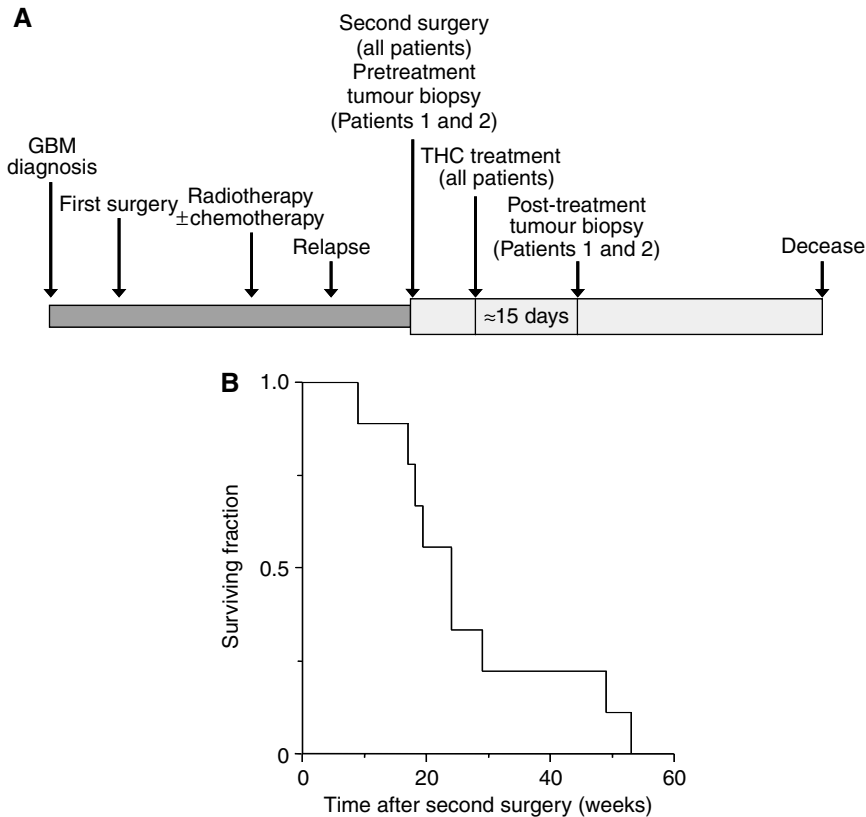 A
GBM
diagnosis
First surgery
Radiotherapy
±chemotherapy
Relapse
Second surgery
(all patients)
Pretreatment
tumour biopsy
(Patients 1 and 2)
THC treatment
(all patients)
Post-treatment
tumour biopsy
(Patients 1 and 2)
Decease
≈15 days
B
1.0
0.5
0
Surviving fraction
0 20 40 60
Time after second surgery (weeks)